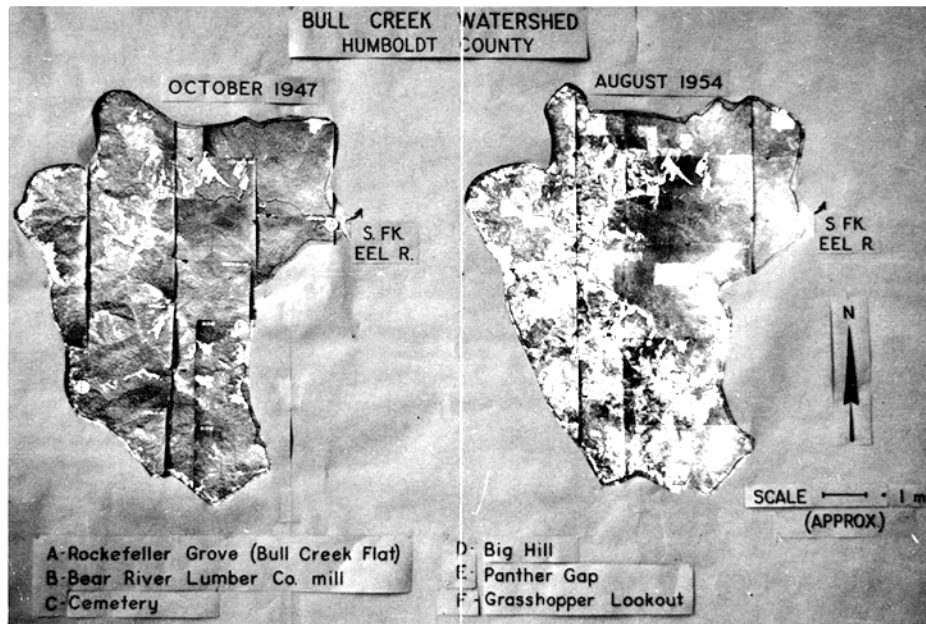 BULL CREEK WATERSHED
HUMBOLDT COUNTY
OCTOBER 1947
AUGUST 1954
S. FK.
EEL R.
S. FK.
EEL R.
N
SCALE 1 m
(APPROX.)
A-Rockefeller Grove (Bull Creek Flat)
B-Bear River Lumber Co. mill
C-Cemetery
D- Big Hill
E- Panther Gap
F-Grasshopper Lookout